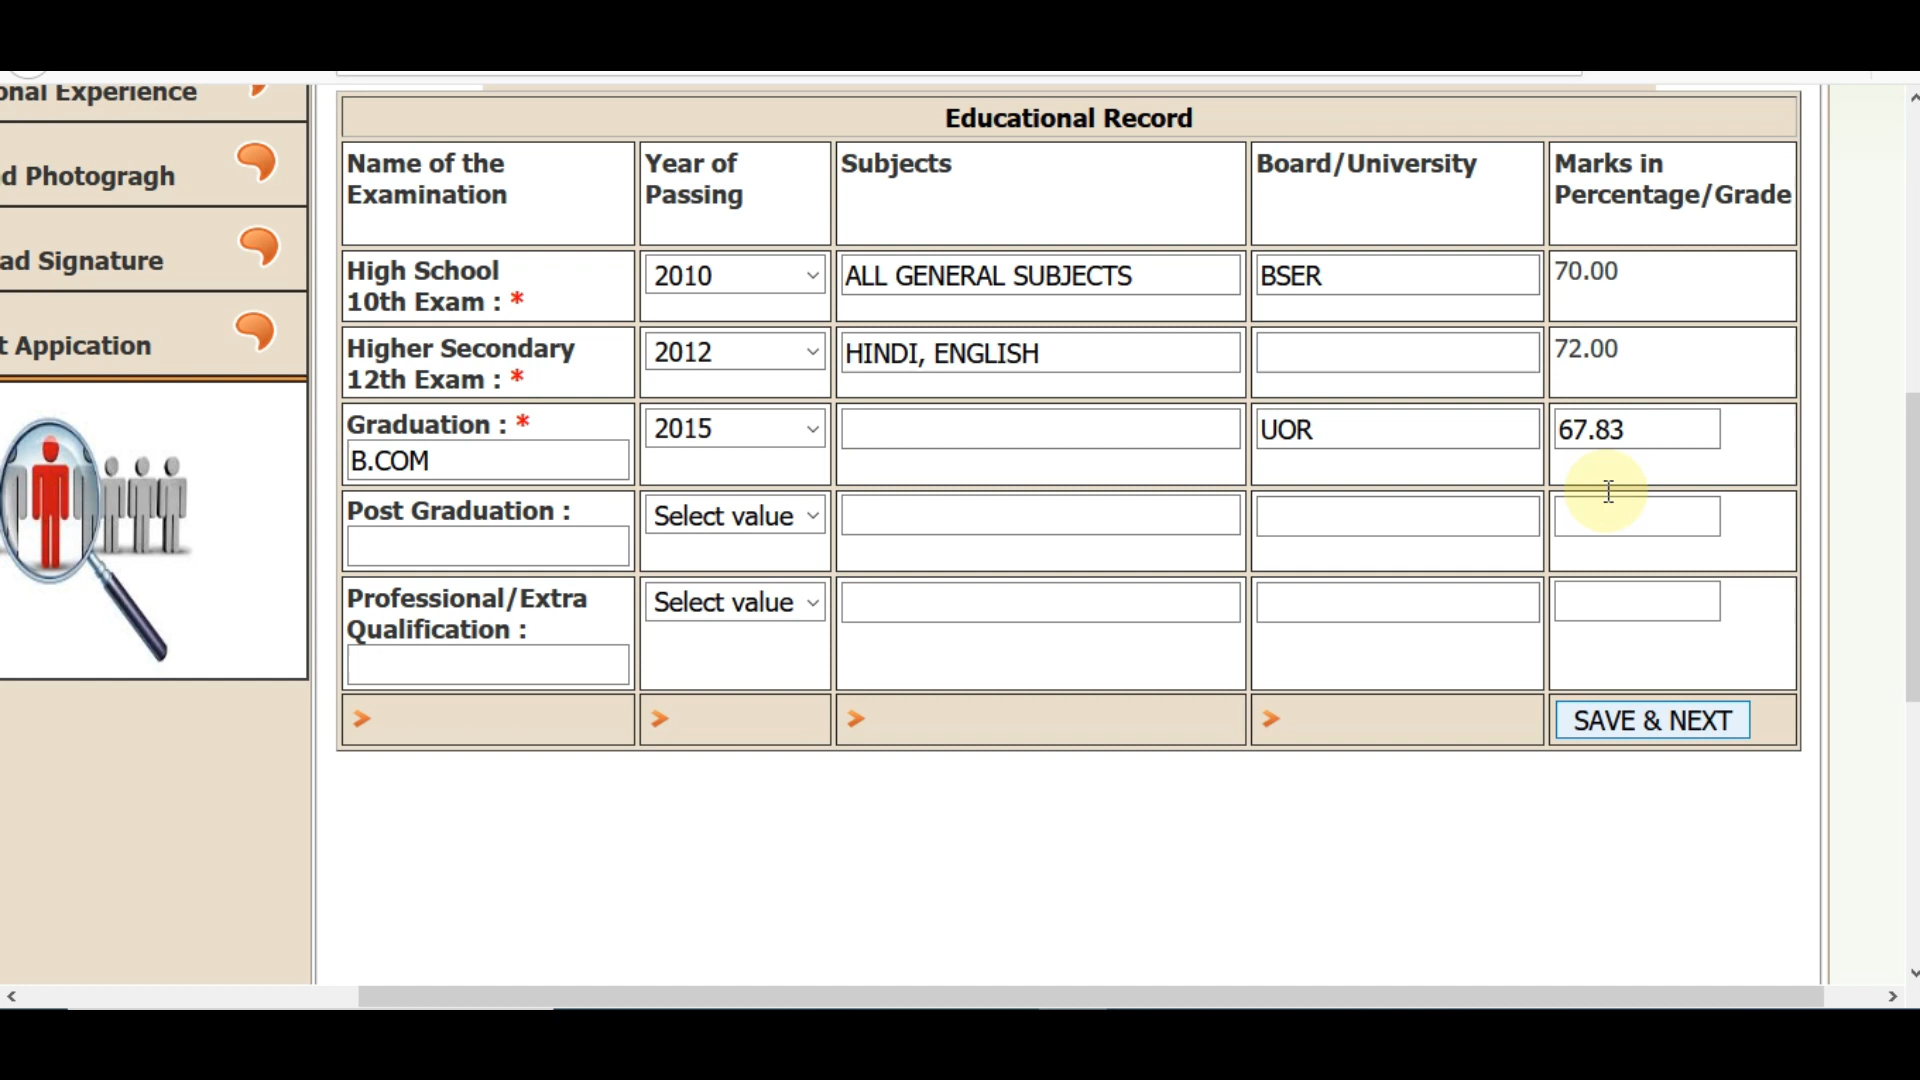 onal Experience
d Photogragh
ad Signature
t Appication
Educational Record
Name of the
Examination
Year of
Passing
Subjects
Board/University
Marks in
Percentage/Grade
High School
10th Exam : *
2010
ALL GENERAL SUBJECTS
BSER
70.00
Higher Secondary
12th Exam : *
2012
HINDI, ENGLISH
72.00
Graduation : *
B.COM
2015
UOR
67.83
Post Graduation :
Select value
Professional/Extra
Qualification :
Select value
SAVE & NEXT